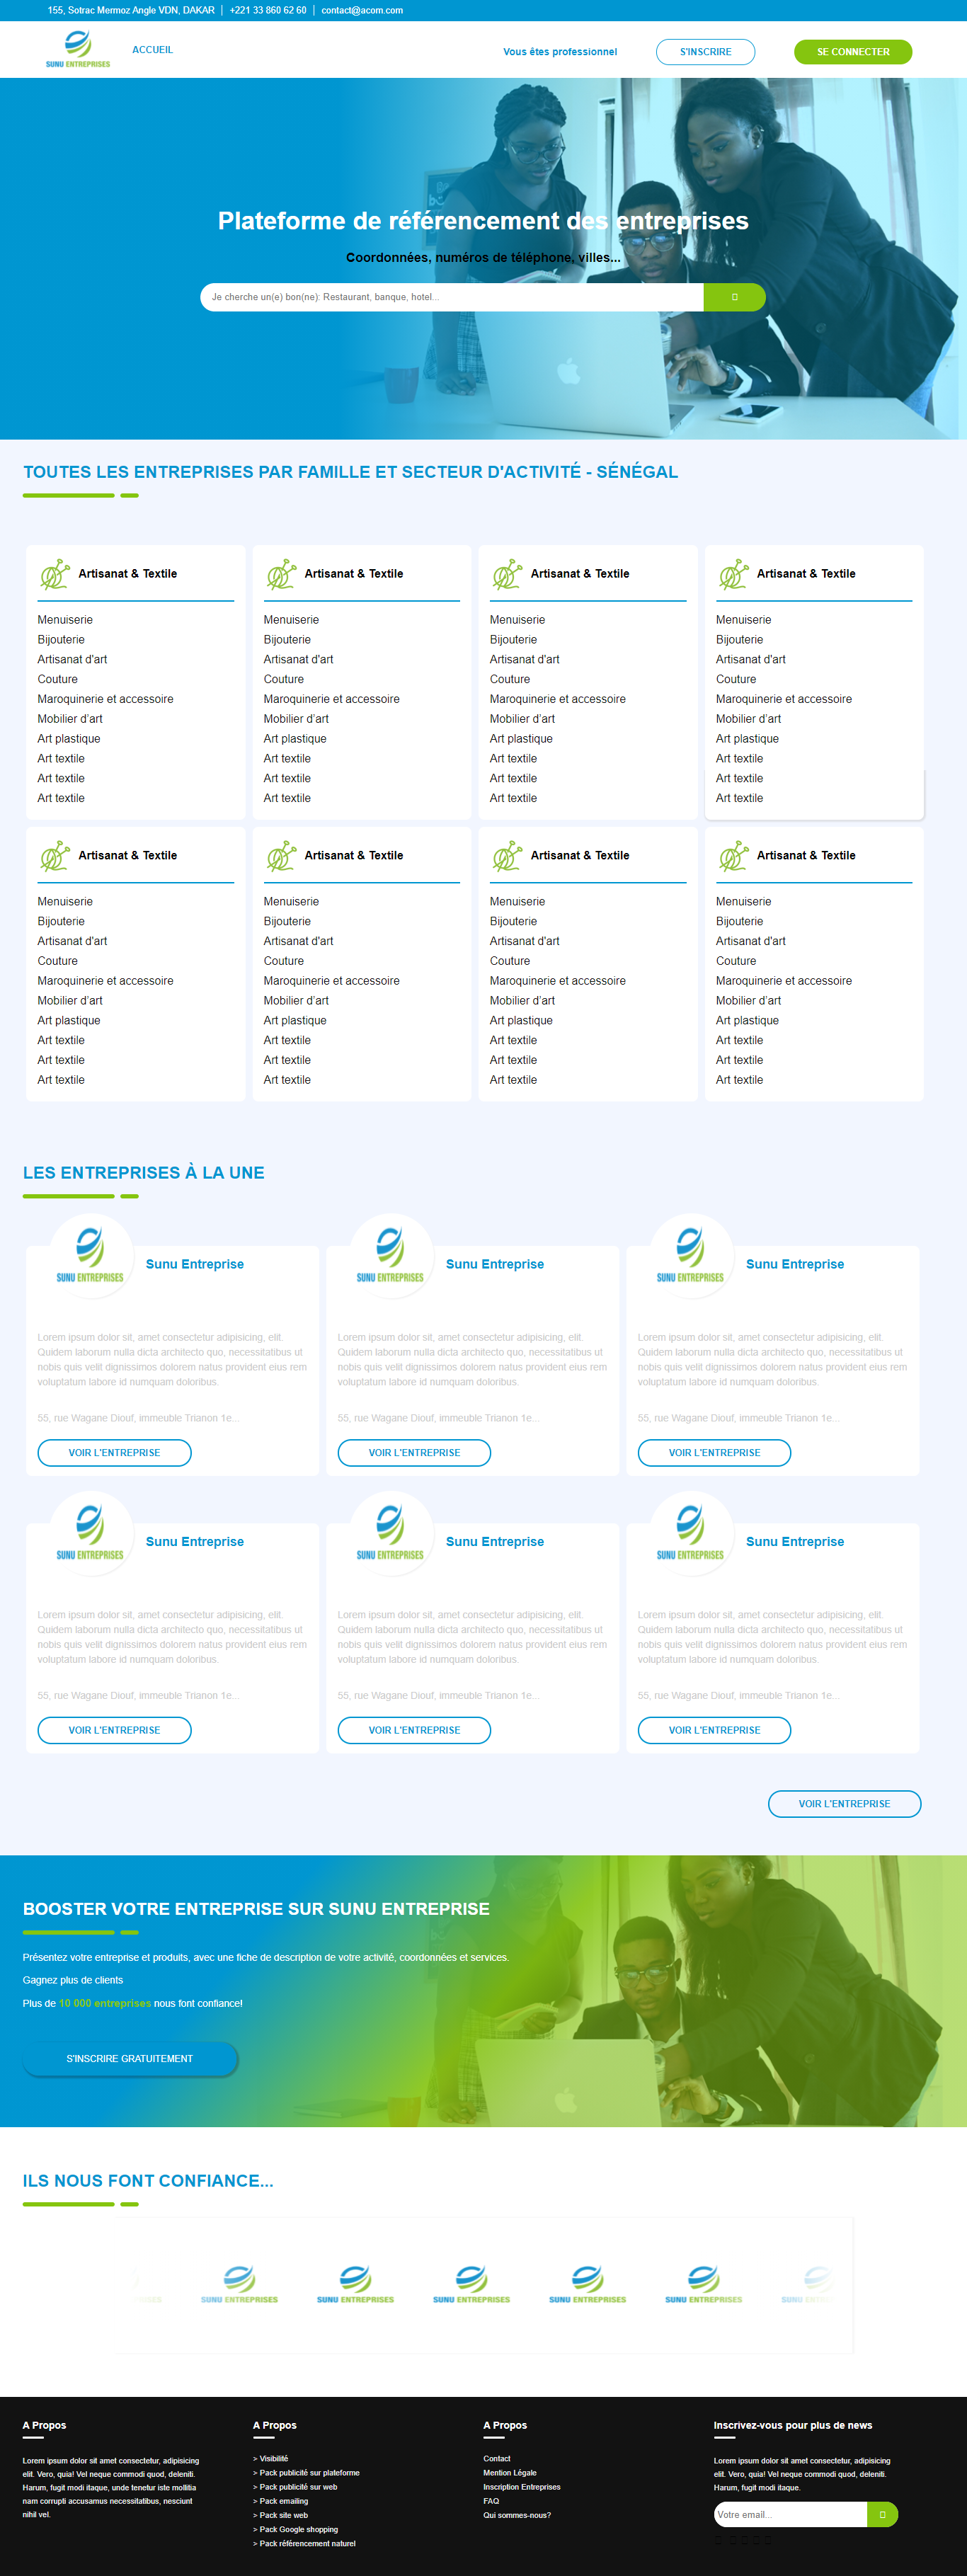 155, Sotrac Mermoz Angle VDN, DAKAR | +221 33 860 62 60 | contact@acom.com
SUNU ENTREPRISES
ACCUEIL
Vous êtes professionnel
S'INSCRIRE
SE CONNECTER
Plateforme de référencement des entreprises
Coordonnées, numéros de téléphone, villes...
Je cherche un(e) bon(ne): Restaurant, banque, hotel...
TOUTES LES ENTREPRISES PAR FAMILLE ET SECTEUR D'ACTIVITÉ - SÉNÉGAL
Artisanat & Textile
Menuiserie
Bijouterie
Artisanat d'art
Couture
Maroquinerie et accessoire
Mobilier d'art
Art plastique
Art textile
Art textile
Art textile
Artisanat & Textile
Menuiserie
Bijouterie
Artisanat d'art
Couture
Maroquinerie et accessoire
Mobilier d'art
Art plastique
Art textile
Art textile
Art textile
Artisanat & Textile
Menuiserie
Bijouterie
Artisanat d'art
Couture
Maroquinerie et accessoire
Mobilier d'art
Art plastique
Art textile
Art textile
Art textile
Artisanat & Textile
Menuiserie
Bijouterie
Artisanat d'art
Couture
Maroquinerie et accessoire
Mobilier d'art
Art plastique
Art textile
Art textile
Art textile
Artisanat & Textile
Menuiserie
Bijouterie
Artisanat d'art
Couture
Maroquinerie et accessoire
Mobilier d'art
Art plastique
Art textile
Art textile
Art textile
Artisanat & Textile
Menuiserie
Bijouterie
Artisanat d'art
Couture
Maroquinerie et accessoire
Mobilier d'art
Art plastique
Art textile
Art textile
Art textile
Artisanat & Textile
Menuiserie
Bijouterie
Artisanat d'art
Couture
Maroquinerie et accessoire
Mobilier d'art
Art plastique
Art textile
Art textile
Art textile
Artisanat & Textile
Menuiserie
Bijouterie
Artisanat d'art
Couture
Maroquinerie et accessoire
Mobilier d'art
Art plastique
Art textile
Art textile
Art textile
LES ENTREPRISES À LA UNE
SUNU ENTREPRISES
Sunu Entreprise
Lorem ipsum dolor sit, amet consectetur adipisicing, elit.
Quidem laborum nulla dicta architecto quo, necessitatibus ut
nobis quis velit dignissimos dolorem natus provident eius rem
voluptatum labore id numquam doloribus.
55, rue Wagane Diouf, immeuble Trianon 1e...
VOIR L'ENTREPRISE
SUNU ENTREPRISES
Sunu Entreprise
Lorem ipsum dolor sit, amet consectetur adipisicing, elit.
Quidem laborum nulla dicta architecto quo, necessitatibus ut
nobis quis velit dignissimos dolorem natus provident eius rem
voluptatum labore id numquam doloribus.
55, rue Wagane Diouf, immeuble Trianon 1e...
VOIR L'ENTREPRISE
SUNU ENTREPRISES
Sunu Entreprise
Lorem ipsum dolor sit, amet consectetur adipisicing, elit.
Quidem laborum nulla dicta architecto quo, necessitatibus ut
nobis quis velit dignissimos dolorem natus provident eius rem
voluptatum labore id numquam doloribus.
55, rue Wagane Diouf, immeuble Trianon 1e...
VOIR L'ENTREPRISE
SUNU ENTREPRISES
Sunu Entreprise
Lorem ipsum dolor sit, amet consectetur adipisicing, elit.
Quidem laborum nulla dicta architecto quo, necessitatibus ut
nobis quis velit dignissimos dolorem natus provident eius rem
voluptatum labore id numquam doloribus.
55, rue Wagane Diouf, immeuble Trianon 1e...
VOIR L'ENTREPRISE
SUNU ENTREPRISES
Sunu Entreprise
Lorem ipsum dolor sit, amet consectetur adipisicing, elit.
Quidem laborum nulla dicta architecto quo, necessitatibus ut
nobis quis velit dignissimos dolorem natus provident eius rem
voluptatum labore id numquam doloribus.
55, rue Wagane Diouf, immeuble Trianon 1e...
VOIR L'ENTREPRISE
SUNU ENTREPRISES
Sunu Entreprise
Lorem ipsum dolor sit, amet consectetur adipisicing, elit.
Quidem laborum nulla dicta architecto quo, necessitatibus ut
nobis quis velit dignissimos dolorem natus provident eius rem
voluptatum labore id numquam doloribus.
55, rue Wagane Diouf, immeuble Trianon 1e...
VOIR L'ENTREPRISE
VOIR L'ENTREPRISE
BOOSTER VOTRE ENTREPRISE SUR SUNU ENTREPRISE
Présentez votre entreprise et produits, avec une fiche de description de votre activité, coordonnées et services.
Gagnez plus de clients
Plus de 10 000 entreprises nous font confiance!
S'INSCRIRE GRATUITEMENT
ILS NOUS FONT CONFIANCE...
SUNU ENTREPRISES
SUNU ENTREPRISES
SUNU ENTREPRISES
SUNU ENTREPRISES
SUNU ENTREPRISES
A Propos
Lorem ipsum dolor sit amet consectetur, adipisicing
elit. Vero, quia! Vel neque commodi quod, deleniti.
Harum, fugit modi itaque, unde tenetur iste mollitia
nam corrupti accusamus necessitatibus, nesciunt
nihil vel.
A Propos
> Visibilité
> Pack publicité sur plateforme
> Pack publicité sur web
> Pack emailing
> Pack site web
> Pack Google shopping
> Pack référencement naturel
A Propos
Contact
Mention Légale
Inscription Entreprises
FAQ
Qui sommes-nous?
Inscrivez-vous pour plus de news
Lorem ipsum dolor sit amet consectetur, adipisicing
elit. Vero, quia! Vel neque commodi quod, deleniti.
Harum, fugit modi itaque.
Votre email...